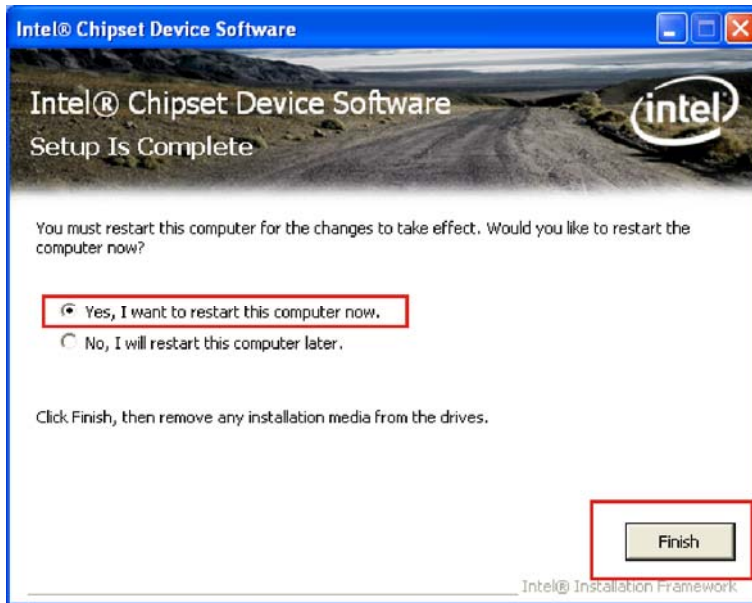 Intel® Chipset Device Software
Intel® Chipset Device Software
intel
Setup Is Complete
You must restart this computer for the changes to take effect. Would you like to restart the
computer now?
Yes, I want to restart this computer now.
No, I will restart this computer later.
Click Finish, then remove any installation media from the drives.
Finish
Intel® Installation Framework